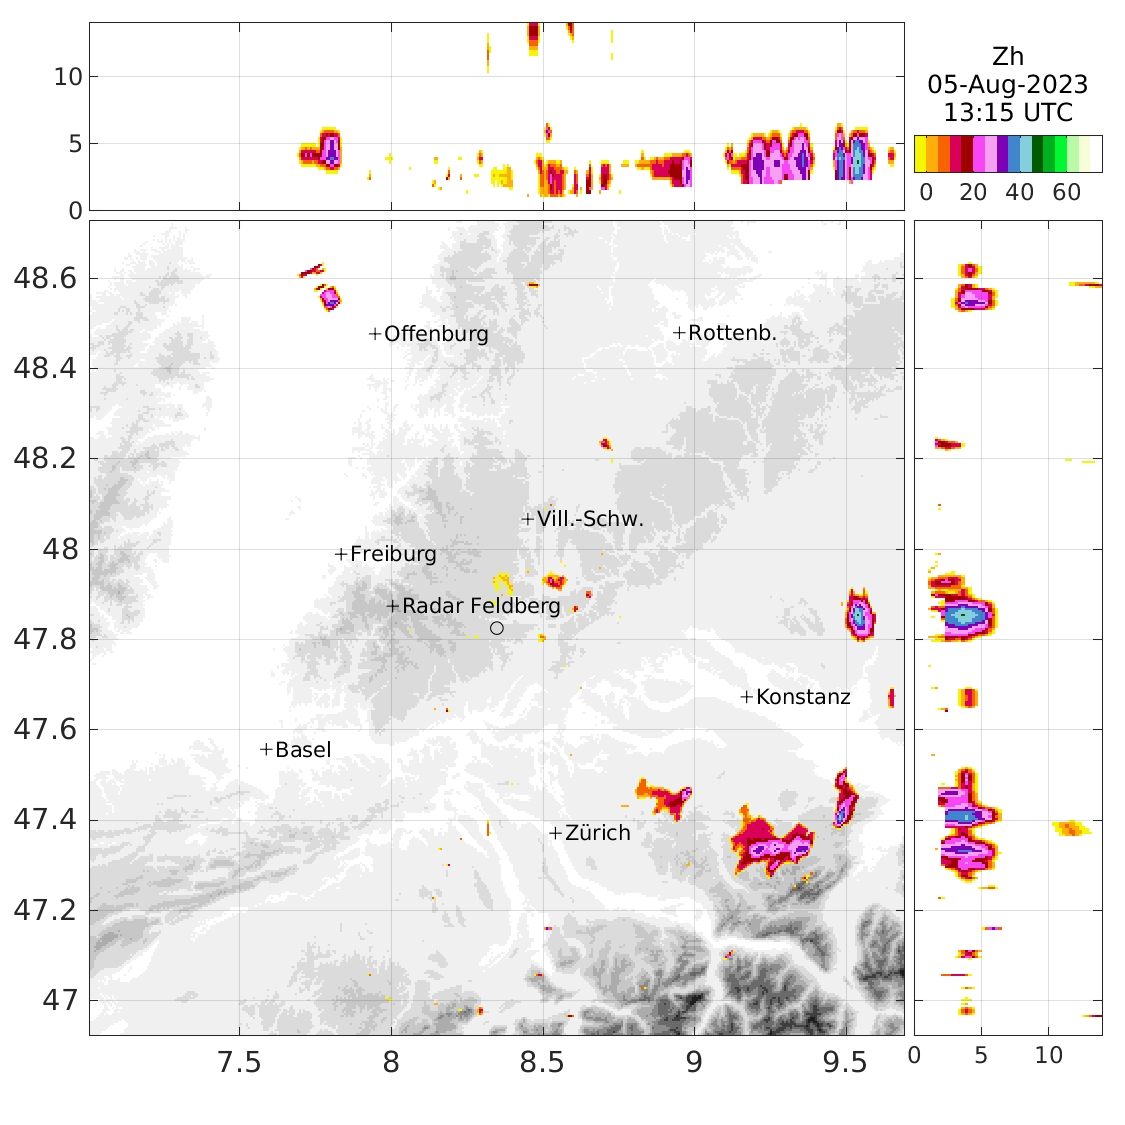 10
5
0
Zh
05-Aug-2023
13:15 UTC
0 20 40 60
48.6
48.4
48.2
48
47.8
47.6
47.4
47.2
47
Offenburg
Rottenb.
Vill.-Schw.
Freiburg
Radar Feldberg
Konstanz
Basel
Zürich
7.5 8 8.5 9 9.5
0 5 10